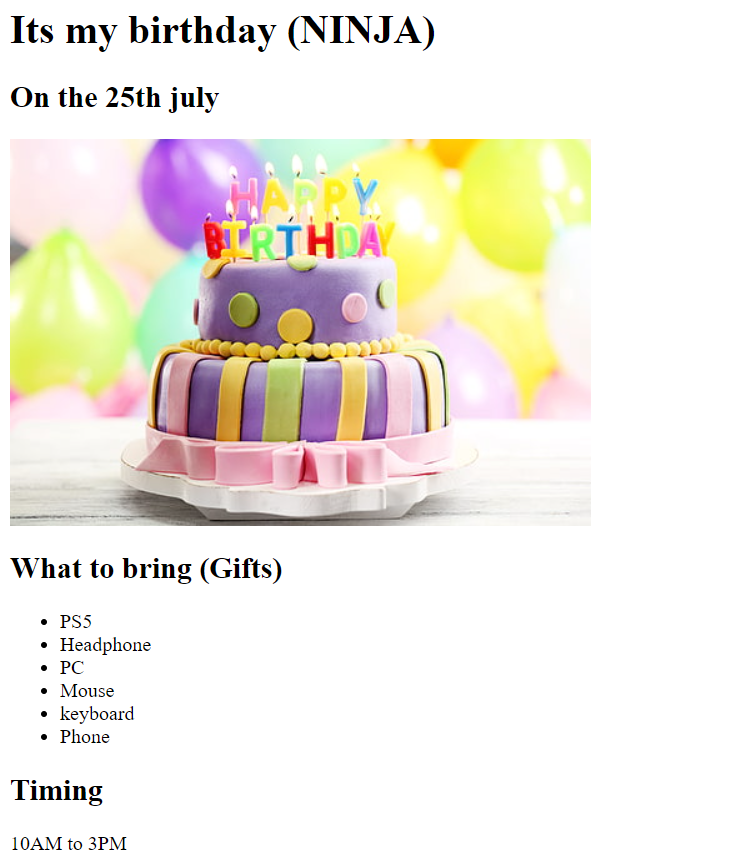 Its my birthday (NINJA)
On the 25th july
HAPPY
BIRTHDAY
What to bring (Gifts)
PS5
Headphone
PC
Mouse
keyboard
Phone
Timing
10AM to 3PM